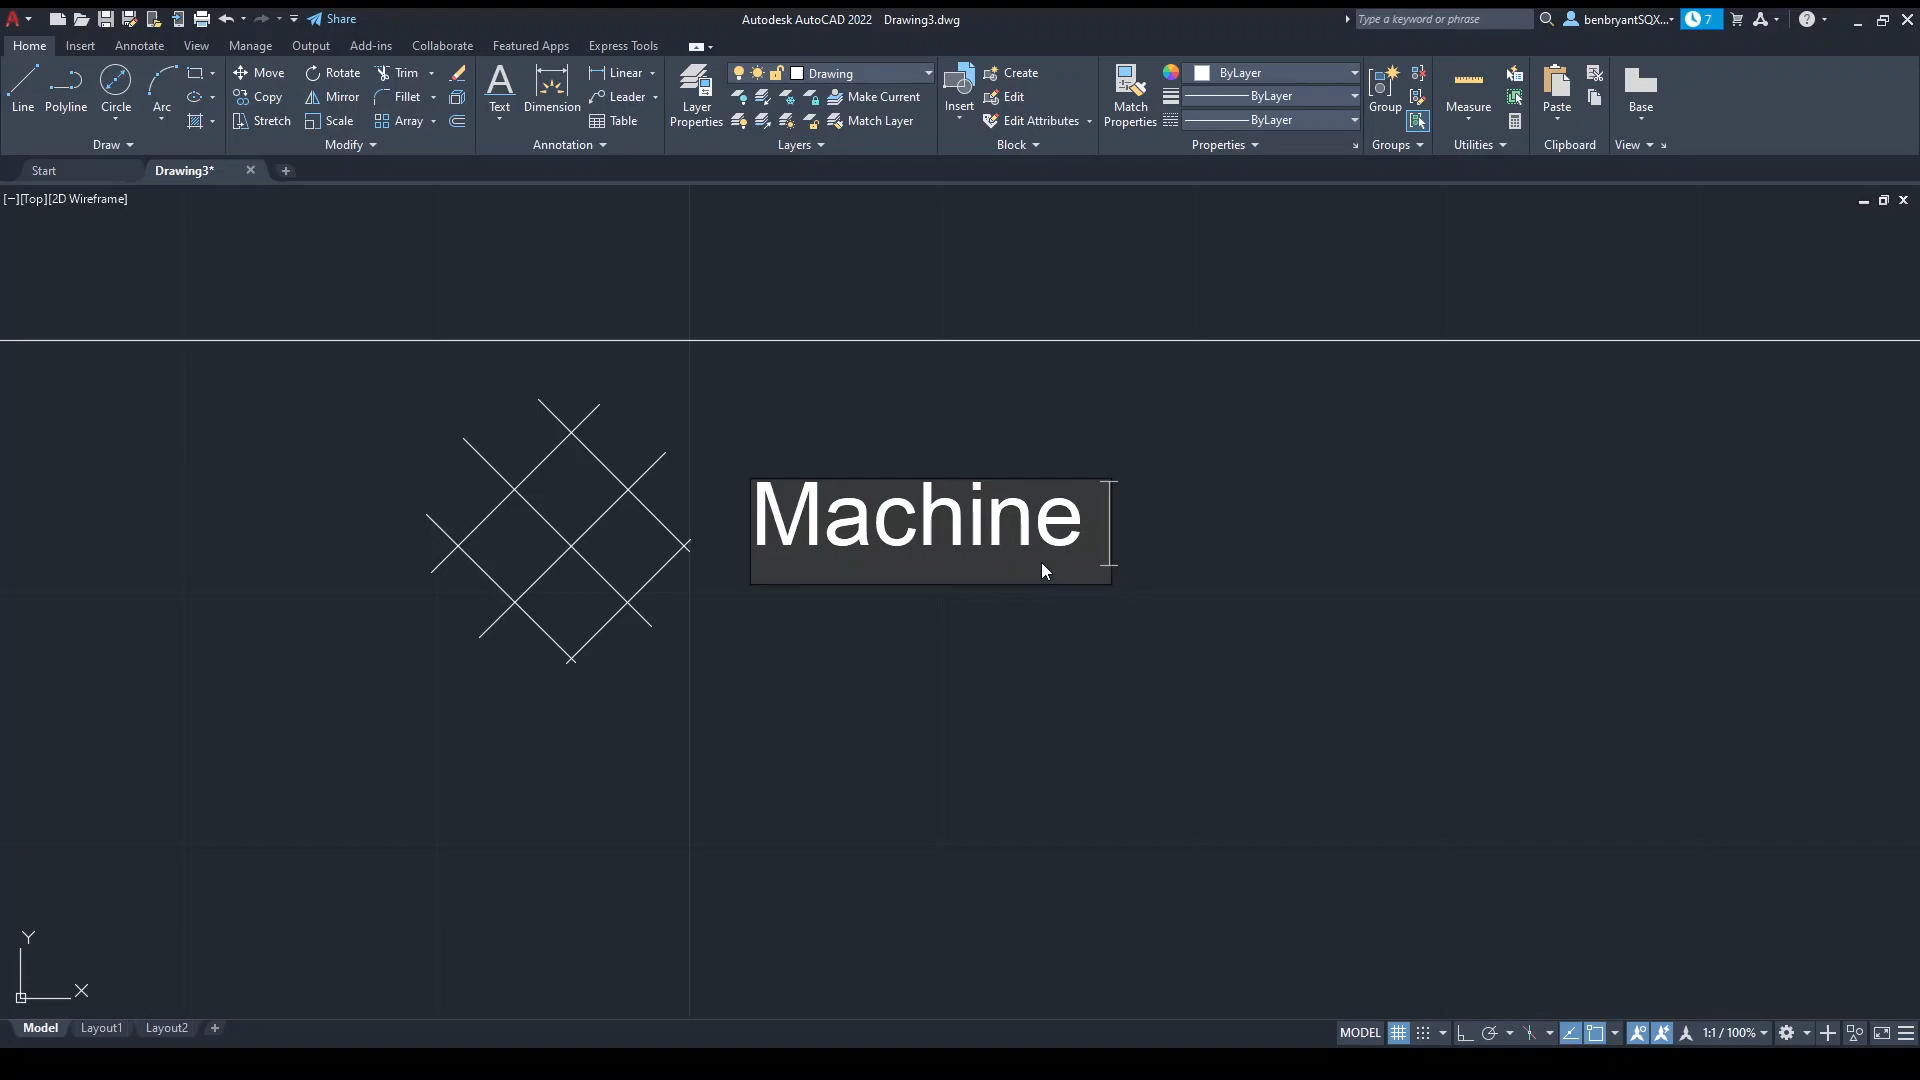 Share
Autodesk AutoCAD 2022 Drawing3.dwg
Type a keyword or phrase
benbryantSQX...
7
Home Insert Annotate View Manage Output Add-ins Collaborate Featured Apps Express Tools
Line Polyline Circle Arc
Move Rotate Trim
Copy Mirror Fillet
Stretch Scale Array
Text Dimension
Linear
Leader
Table
Layer Properties
Drawing
Make Current
Match Layer
Insert
Create
Edit
Edit Attributes
Match Properties
ByLayer
ByLayer
ByLayer
Group
Measure
Paste
Base
Draw Modify Annotation Layers Block Properties Groups Utilities Clipboard View
Start Drawing3*
[−][Top][2D Wireframe]
Machine
Y
X
Model Layout1 Layout2
MODEL 1:1 / 100%